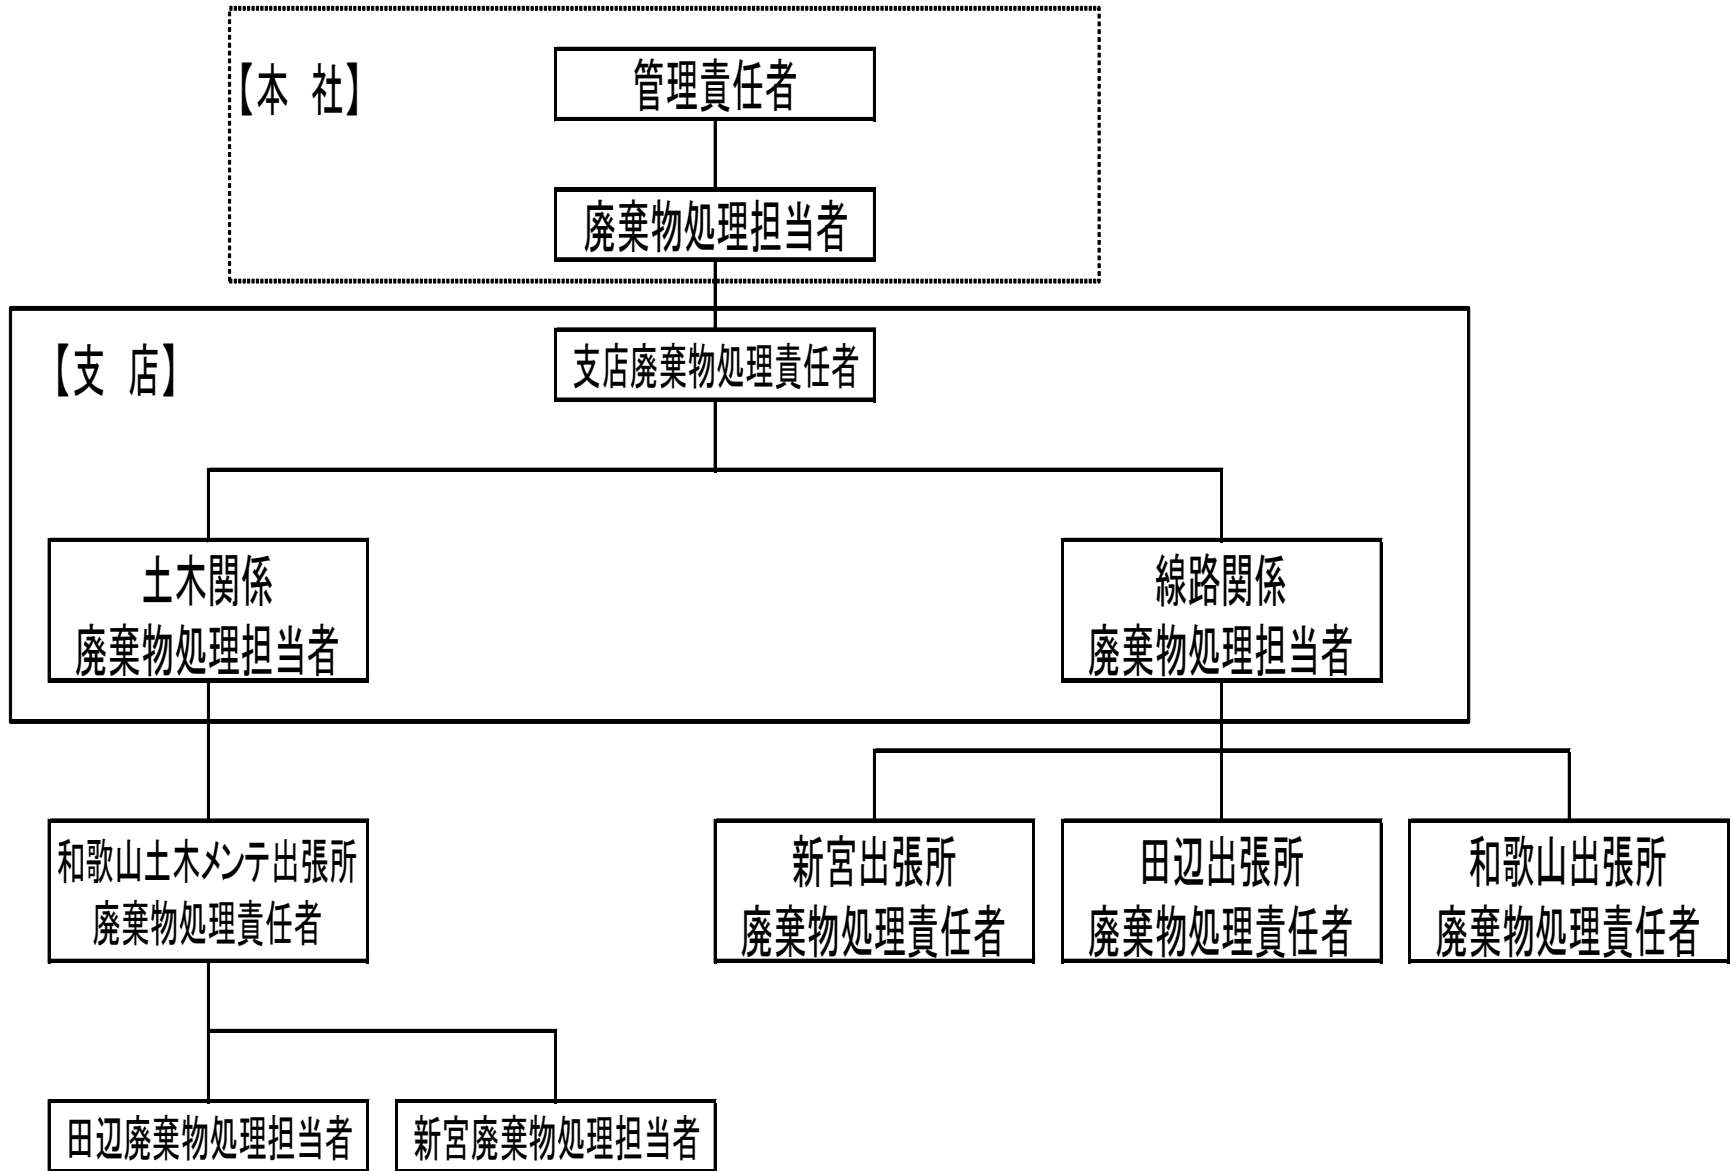 【本 社】
管理責任者
廃棄物処理担当者
【支 店】
支店廃棄物処理責任者
土木関係
廃棄物処理担当者
線路関係
廃棄物処理担当者
和歌山土木メンテ出張所
廃棄物処理責任者
新宮出張所
廃棄物処理責任者
田辺出張所
廃棄物処理責任者
和歌山出張所
廃棄物処理責任者
田辺廃棄物処理担当者
新宮廃棄物処理担当者